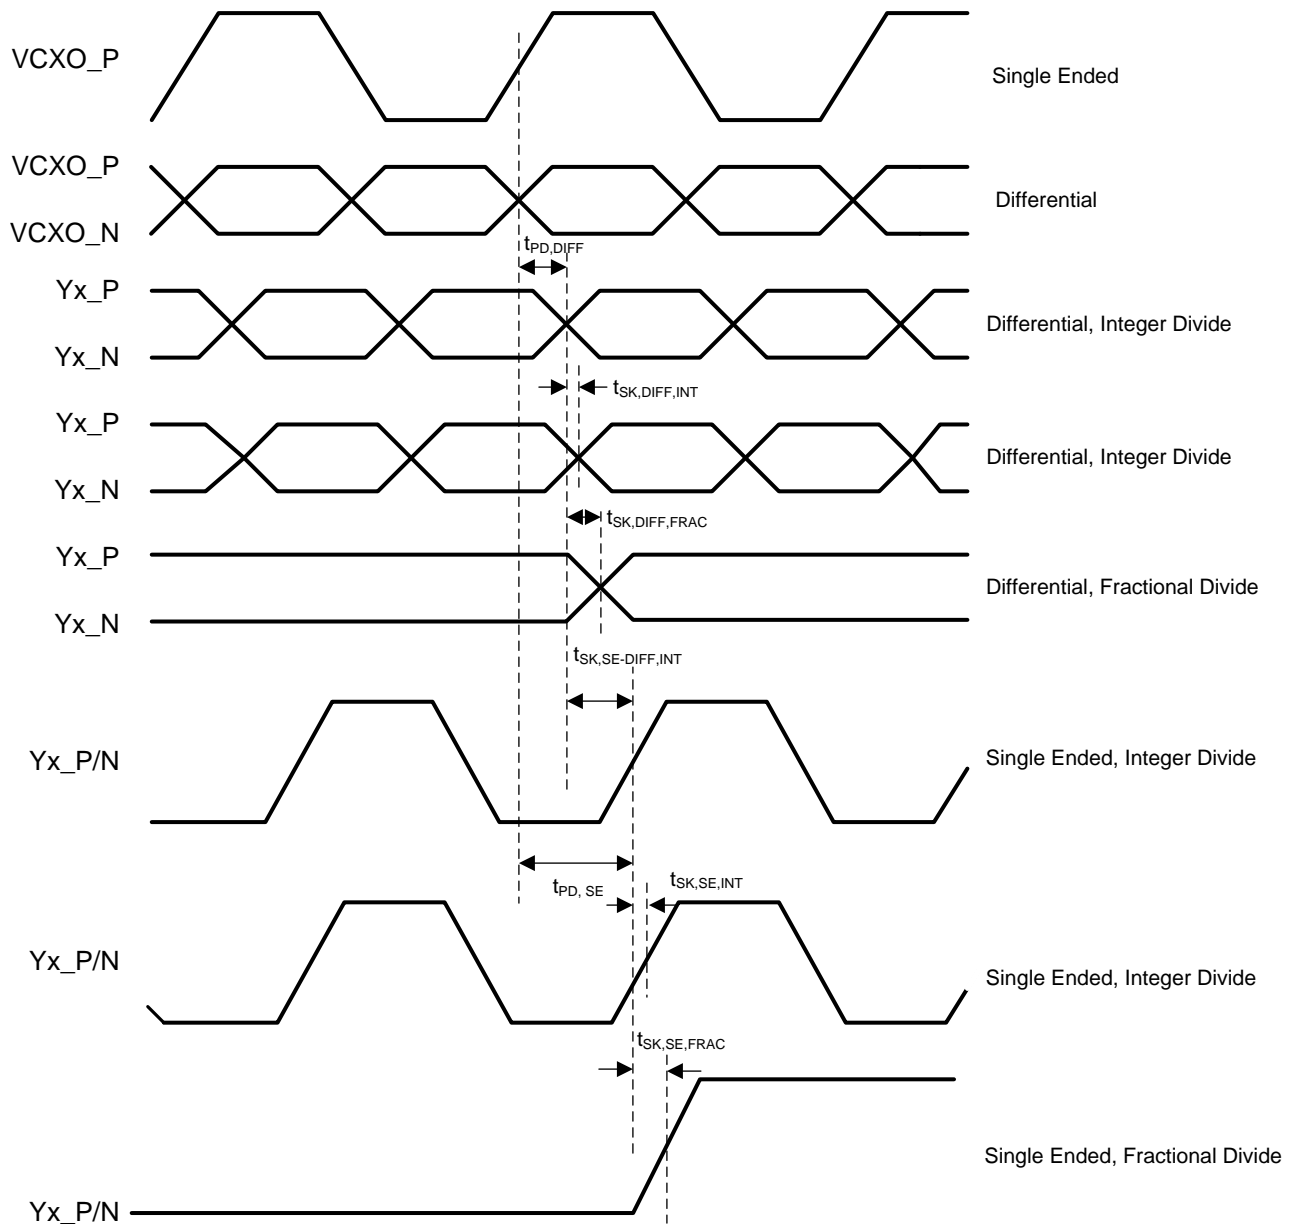 VCXO_P
Single Ended
VCXO_P
VCXO_N
Differential
tPD,DIFF
Yx_P
Yx_N
Differential, Integer Divide
tSK,DIFF,INT
Yx_P
Yx_N
Differential, Integer Divide
tSK,DIFF,FRAC
Yx_P
Yx_N
Differential, Fractional Divide
tSK,SE-DIFF,INT
Yx_P/N
Single Ended, Integer Divide
tPD, SE
tSK,SE,INT
Yx_P/N
Single Ended, Integer Divide
tSK,SE,FRAC
Yx_P/N
Single Ended, Fractional Divide